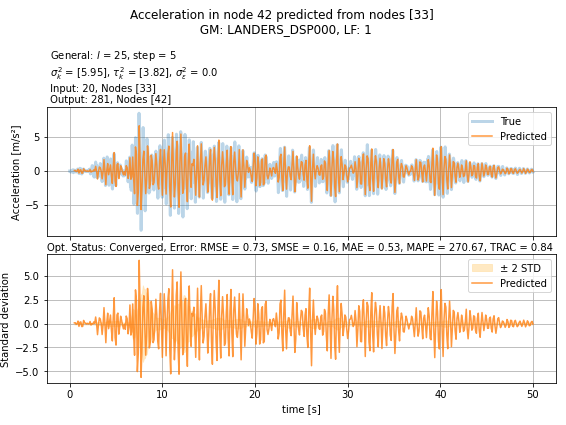 Acceleration in node 42 predicted from nodes [33]
GM: LANDERS_DSP000, LF: 1
General: l = 25, step = 5
σ²ₖ = [5.95], τ²ₖ = [3.82], σ²ε = 0.0
Input: 20, Nodes [33]
Output: 281, Nodes [42]
True
Predicted
Acceleration [m/s²]
5
0
−5
Opt. Status: Converged, Error: RMSE = 0.73, SMSE = 0.16, MAE = 0.53, MAPE = 270.67, TRAC = 0.84
± 2 STD
Predicted
Standard deviation
5.0
2.5
0.0
−2.5
−5.0
0 10 20 30 40 50
time [s]